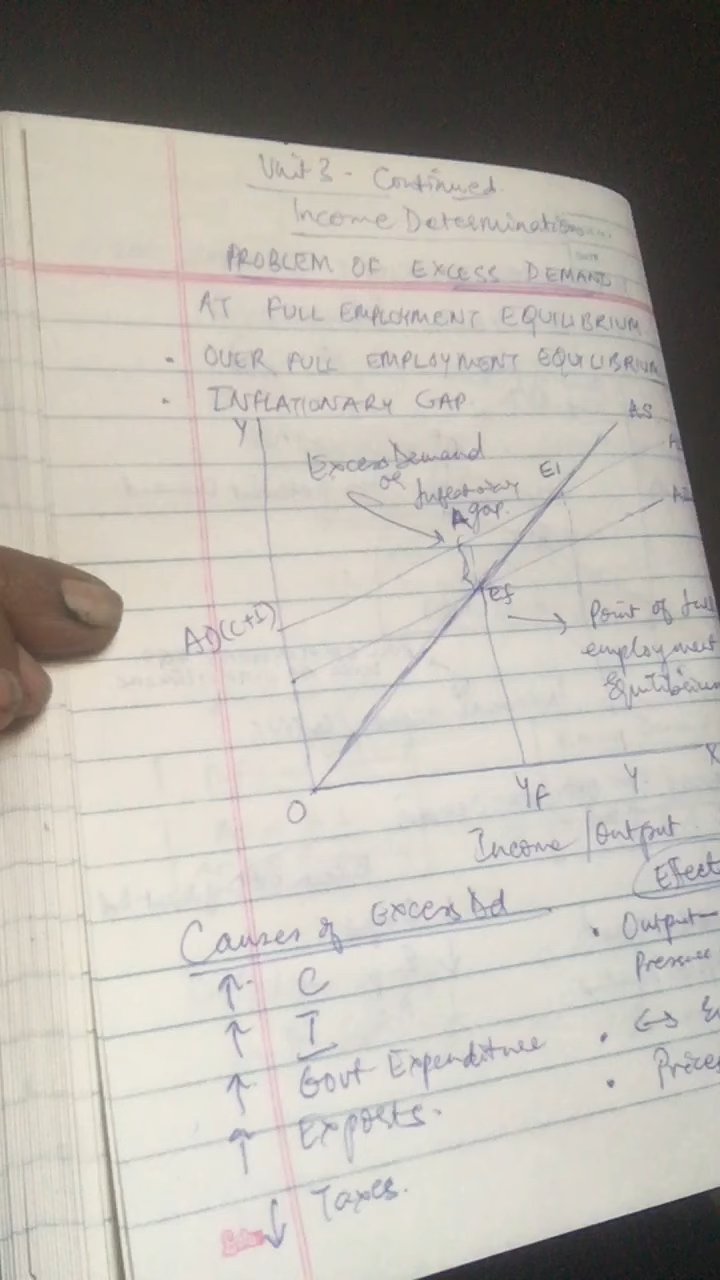 Unit 3 - Continued.
Income Determination
PROBLEM OF EXCESS DEMAND
AT FULL EMPLOYMENT EQUILIBRIUM
• OVER FULL EMPLOYMENT EQUILIBRIUM
• INFLATIONARY GAP
Y
AS
Excess Demand
or Inflationary
gap.
A
E1
Ef
AD(C+I)
Point of full
employment
Equilibrium
O
Yf
Y
X
Income/Output
Causes of Excess Ad
↑ C
↑ I
↑ Govt Expenditure
↑ Exports.
↓ Taxes.
Effect
• Output
Pressure
• ↔
• Prices